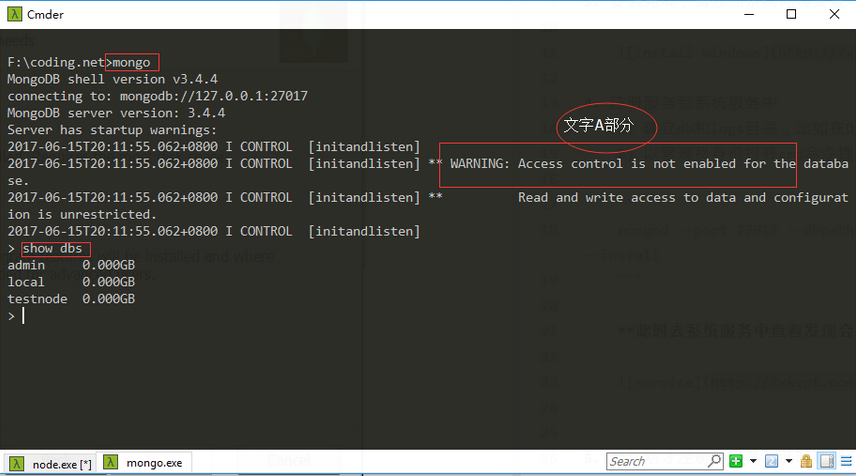 Cmder
F:\coding.net>mongo
MongoDB shell version v3.4.4
connecting to: mongodb://127.0.0.1:27017
MongoDB server version: 3.4.4
文字A部分
Server has startup warnings:
2017-06-15T20:11:55.062+0800 I CONTROL  [initandlisten]
2017-06-15T20:11:55.062+0800 I CONTROL  [initandlisten] ** WARNING: Access control is not enabled for the databa
se.
2017-06-15T20:11:55.062+0800 I CONTROL  [initandlisten] **          Read and write access to data and configurat
ion is unrestricted.
2017-06-15T20:11:55.062+0800 I CONTROL  [initandlisten]
> show dbs
admin     0.000GB
local     0.000GB
testnode  0.000GB
>
node.exe [*] mongo.exe Search